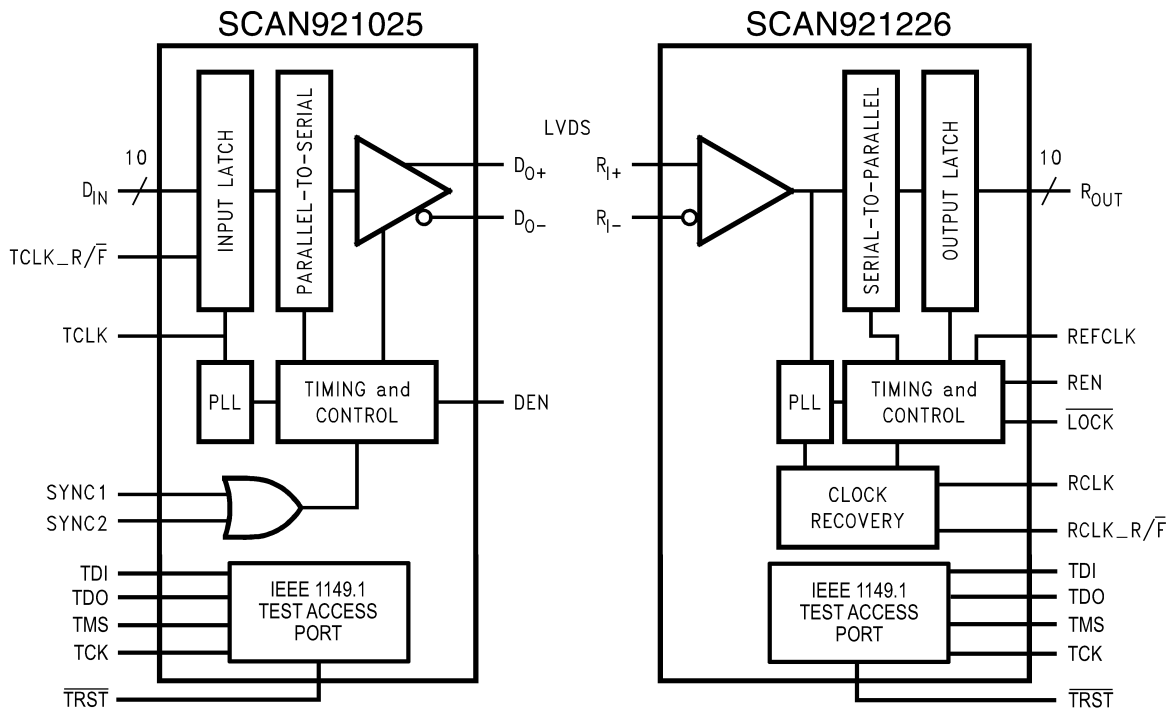 SCAN921025
10
D_IN
TCLK_R/F̅
TCLK
INPUT LATCH
PARALLEL-TO-SERIAL
PLL
TIMING and
CONTROL
DEN
LVDS
D_O+
D_O-
SYNC1
SYNC2
TDI
TDO
TMS
TCK
T̅R̅S̅T̅
IEEE 1149.1
TEST ACCESS
PORT
SCAN921226
R_I+
R_I-
SERIAL-TO-PARALLEL
OUTPUT LATCH
10
R_OUT
PLL
TIMING and
CONTROL
REFCLK
REN
L̅O̅C̅K̅
CLOCK
RECOVERY
RCLK
RCLK_R/F̅
IEEE 1149.1
TEST ACCESS
PORT
TDI
TDO
TMS
TCK
T̅R̅S̅T̅